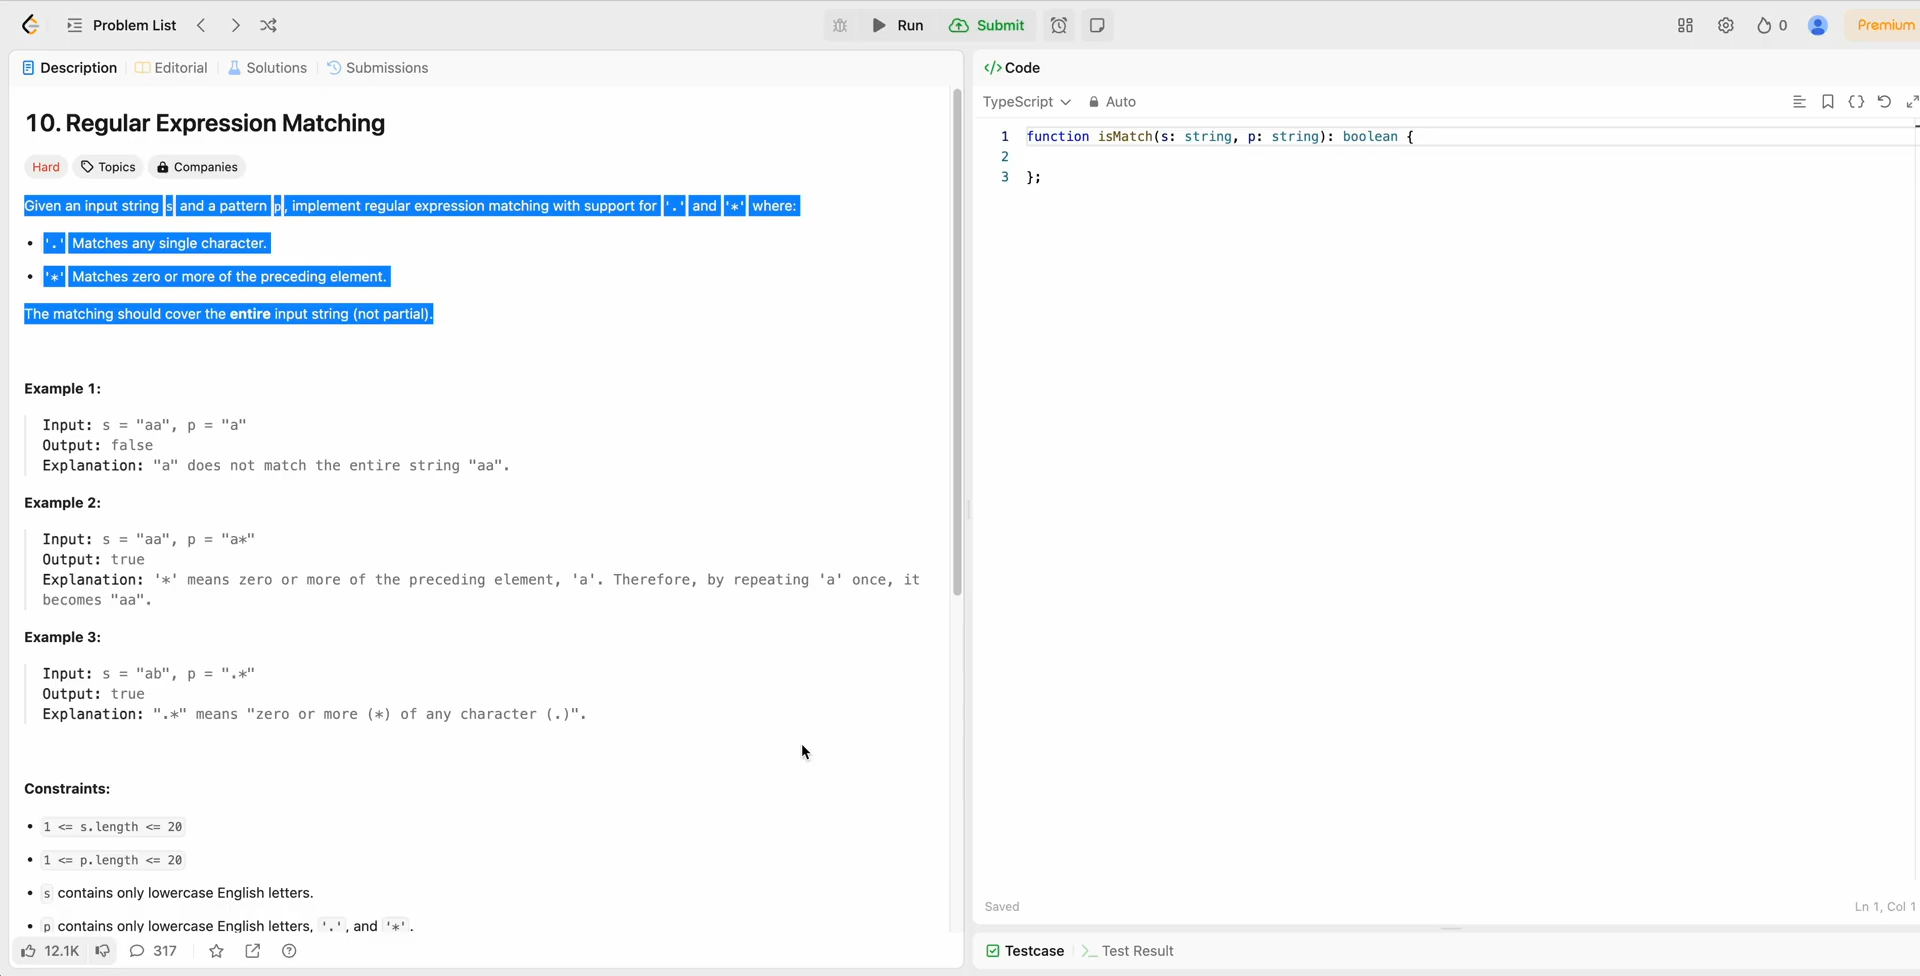 Problem List
Run
Submit
0
Premium
Description
Editorial
Solutions
Submissions
10. Regular Expression Matching
Hard
Topics
Companies
Given an input string s and a pattern p, implement regular expression matching with support for '.' and '*' where:
• '.' Matches any single character.
• '*' Matches zero or more of the preceding element.
The matching should cover the entire input string (not partial).
Example 1:
Input: s = "aa", p = "a"
Output: false
Explanation: "a" does not match the entire string "aa".
Example 2:
Input: s = "aa", p = "a*"
Output: true
Explanation: '*' means zero or more of the preceding element, 'a'. Therefore, by repeating 'a' once, it
becomes "aa".
Example 3:
Input: s = "ab", p = ".*"
Output: true
Explanation: ".*" means "zero or more (*) of any character (.)".
Constraints:
• 1 <= s.length <= 20
• 1 <= p.length <= 20
• s contains only lowercase English letters.
• p contains only lowercase English letters, '.', and '*'.
12.1K
317
</> Code
TypeScript
Auto
1 function isMatch(s: string, p: string): boolean {
2
3 };
Saved
Ln 1, Col 1
Testcase
Test Result